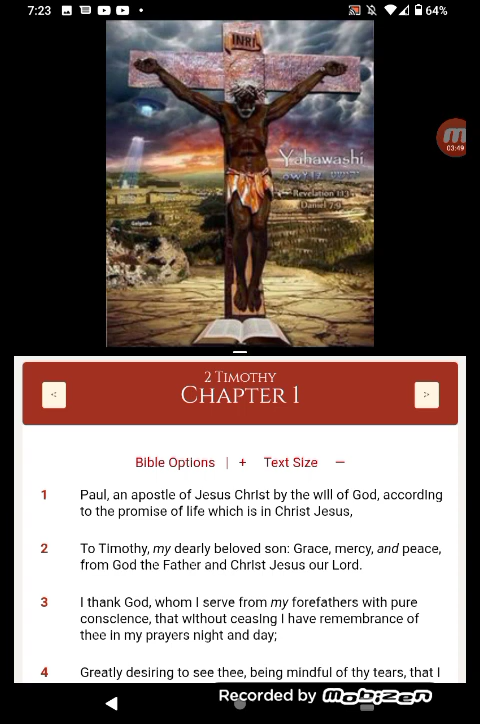 7:23
64%
INRI
03:49
Yahawashi
Revelation 1:13
Daniel 7:9
Golgotha
2 Timothy
Chapter 1
<
>
Bible Options | + Text Size −
1 Paul, an apostle of Jesus Christ by the will of God, according
to the promise of life which is in Christ Jesus,
2 To Timothy, my dearly beloved son: Grace, mercy, and peace,
from God the Father and Christ Jesus our Lord.
3 I thank God, whom I serve from my forefathers with pure
conscience, that without ceasing I have remembrance of
thee in my prayers night and day;
4 Greatly desiring to see thee, being mindful of thy tears, that I
Recorded by Mobizen